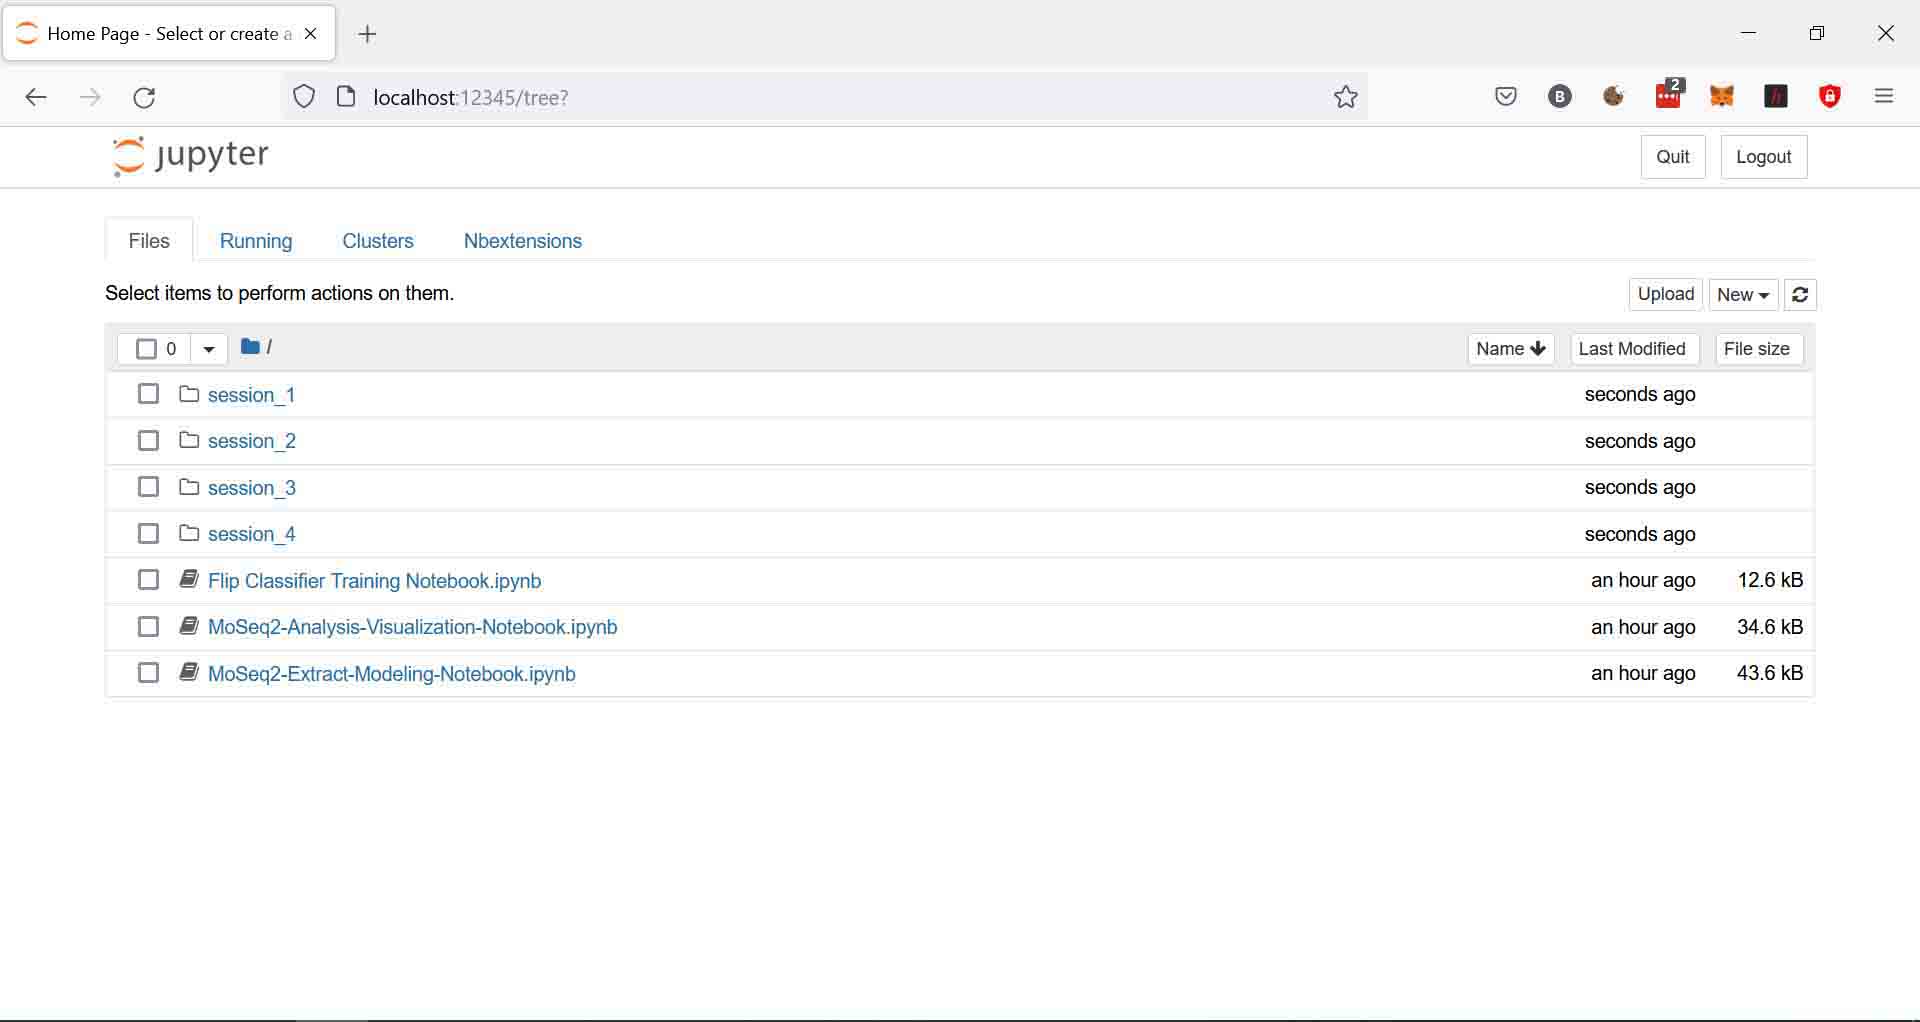 Home Page - Select or create a
localhost:12345/tree?
B
2
jupyter
Quit
Logout
Files
Running
Clusters
Nbextensions
Select items to perform actions on them.
Upload
New
0
/
Name
Last Modified
File size
session_1 seconds ago
session_2 seconds ago
session_3 seconds ago
session_4 seconds ago
Flip Classifier Training Notebook.ipynb an hour ago 12.6 kB
MoSeq2-Analysis-Visualization-Notebook.ipynb an hour ago 34.6 kB
MoSeq2-Extract-Modeling-Notebook.ipynb an hour ago 43.6 kB